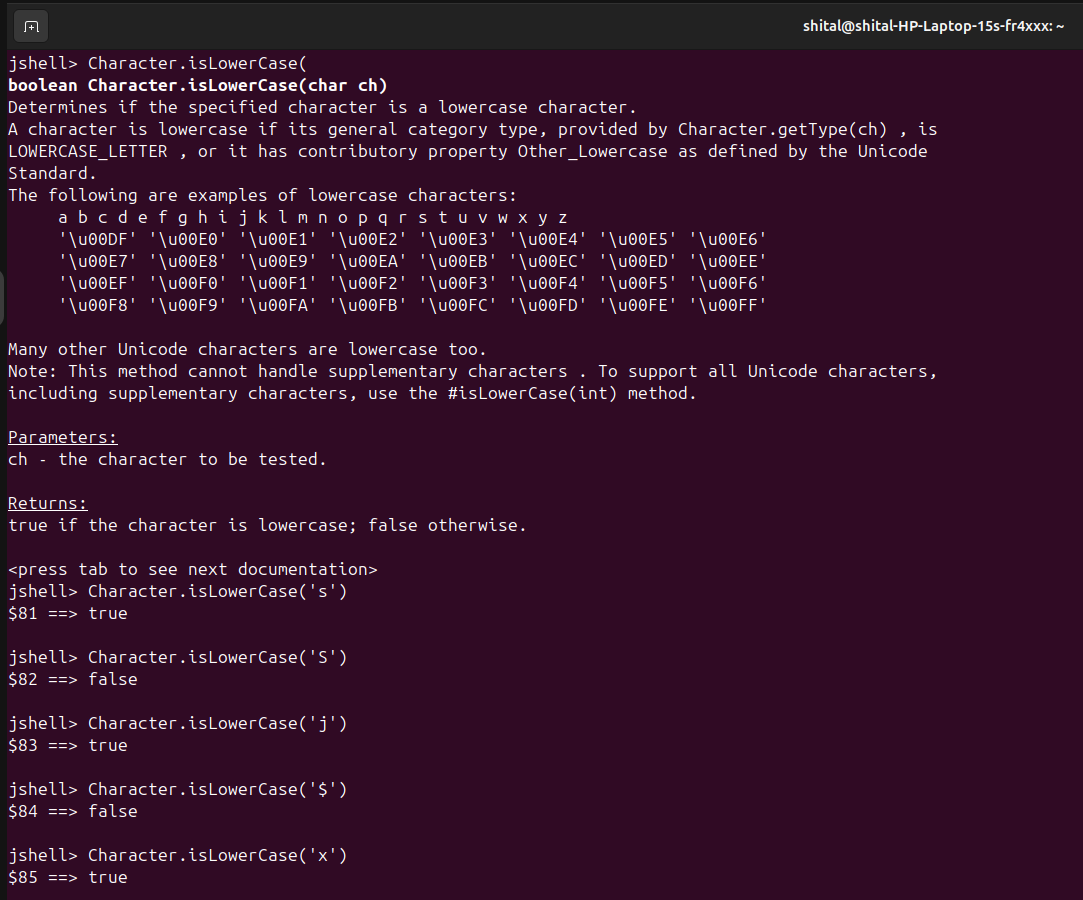 shital@shital-HP-Laptop-15s-fr4xxx: ~
jshell> Character.isLowerCase(
boolean Character.isLowerCase(char ch)
Determines if the specified character is a lowercase character.
A character is lowercase if its general category type, provided by Character.getType(ch) , is
LOWERCASE_LETTER , or it has contributory property Other_Lowercase as defined by the Unicode
Standard.
The following are examples of lowercase characters:
a b c d e f g h i j k l m n o p q r s t u v w x y z
'\u00DF' '\u00E0' '\u00E1' '\u00E2' '\u00E3' '\u00E4' '\u00E5' '\u00E6'
'\u00E7' '\u00E8' '\u00E9' '\u00EA' '\u00EB' '\u00EC' '\u00ED' '\u00EE'
'\u00EF' '\u00F0' '\u00F1' '\u00F2' '\u00F3' '\u00F4' '\u00F5' '\u00F6'
'\u00F8' '\u00F9' '\u00FA' '\u00FB' '\u00FC' '\u00FD' '\u00FE' '\u00FF'
Many other Unicode characters are lowercase too.
Note: This method cannot handle supplementary characters . To support all Unicode characters,
including supplementary characters, use the #isLowerCase(int) method.
Parameters:
ch - the character to be tested.
Returns:
true if the character is lowercase; false otherwise.
<press tab to see next documentation>
jshell> Character.isLowerCase('s')
$81 ==> true
jshell> Character.isLowerCase('S')
$82 ==> false
jshell> Character.isLowerCase('j')
$83 ==> true
jshell> Character.isLowerCase('$')
$84 ==> false
jshell> Character.isLowerCase('x')
$85 ==> true